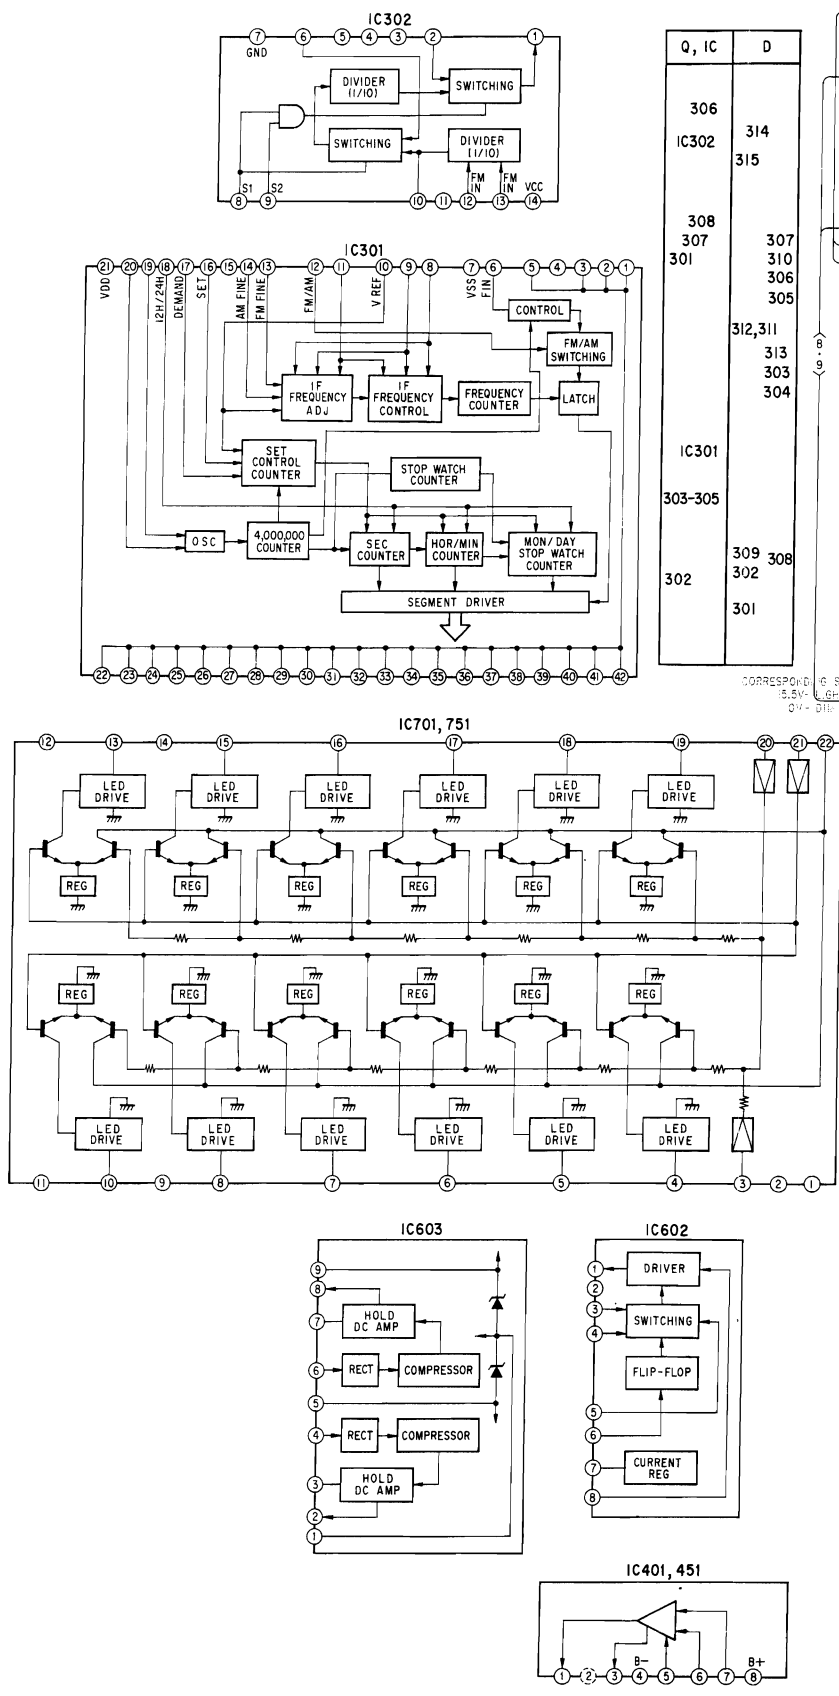 IC302
7 6 5 4 3 2 1
GND
DIVIDER
(1/10)
SWITCHING
SWITCHING
DIVIDER
(1/10)
S1 S2 FM IN FM IN VCC
8 9 10 11 12 13 14
IC301
21 20 19 18 17 16 15 14 13 12 11 10 9 8 7 6 5 4 3 2 1
VDD 12H/24H DEMAND SET AM FINE FM FINE FM/AM V REF VSS FIN
CONTROL
FM/AM
SWITCHING
IF
FREQUENCY
ADJ
IF
FREQUENCY
CONTROL
FREQUENCY
COUNTER
LATCH
SET
CONTROL
COUNTER
STOP WATCH
COUNTER
OSC
4,000,000
COUNTER
SEC
COUNTER
HOR/MIN
COUNTER
MON/DAY
STOP WATCH
COUNTER
SEGMENT DRIVER
22 23 24 25 26 27 28 29 30 31 32 33 34 35 36 37 38 39 40 41 42
Q, IC D
306
IC302 314
315
308
307 307
301 310
306
305
312,311
313
303
304
IC301
303-305
309 308
302 302
301
8·9
IC701, 751
12 13 14 15 16 17 18 19 20 21 22
LED DRIVE LED DRIVE LED DRIVE LED DRIVE LED DRIVE LED DRIVE
REG REG REG REG REG REG
REG REG REG REG REG REG
LED DRIVE LED DRIVE LED DRIVE LED DRIVE LED DRIVE LED DRIVE
11 10 9 8 7 6 5 4 3 2 1
IC603
9
8
7
HOLD
DC AMP
6 RECT COMPRESSOR
5
4 RECT COMPRESSOR
3
HOLD
DC AMP
2
1
IC602
1 DRIVER
2
3 SWITCHING
4
FLIP-FLOP
5
6
7 CURRENT
REG
8
IC401, 451
B- B+
1 2 3 4 5 6 7 8